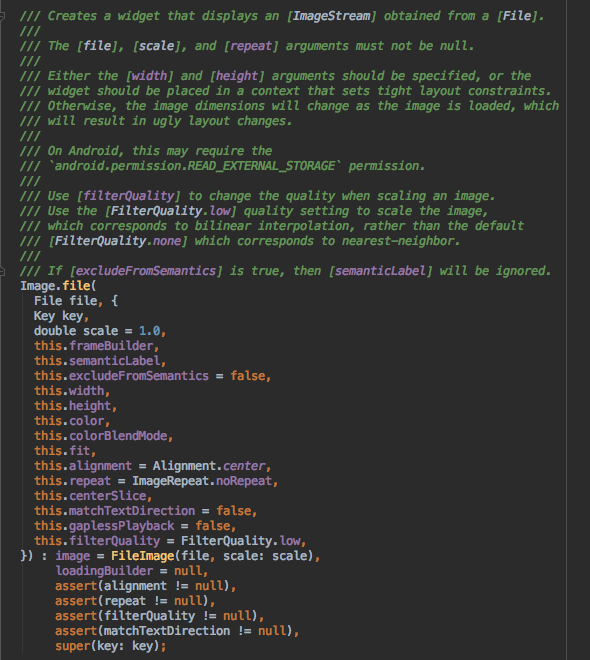 /// Creates a widget that displays an [ImageStream] obtained from a [File].
///
/// The [file], [scale], and [repeat] arguments must not be null.
///
/// Either the [width] and [height] arguments should be specified, or the
/// widget should be placed in a context that sets tight layout constraints.
/// Otherwise, the image dimensions will change as the image is loaded, which
/// will result in ugly layout changes.
///
/// On Android, this may require the
/// `android.permission.READ_EXTERNAL_STORAGE` permission.
///
/// Use [filterQuality] to change the quality when scaling an image.
/// Use the [FilterQuality.low] quality setting to scale the image,
/// which corresponds to bilinear interpolation, rather than the default
/// [FilterQuality.none] which corresponds to nearest-neighbor.
///
/// If [excludeFromSemantics] is true, then [semanticLabel] will be ignored.
Image.file(
  File file, {
  Key key,
  double scale = 1.0,
  this.frameBuilder,
  this.semanticLabel,
  this.excludeFromSemantics = false,
  this.width,
  this.height,
  this.color,
  this.colorBlendMode,
  this.fit,
  this.alignment = Alignment.center,
  this.repeat = ImageRepeat.noRepeat,
  this.centerSlice,
  this.matchTextDirection = false,
  this.gaplessPlayback = false,
  this.filterQuality = FilterQuality.low,
}) : image = FileImage(file, scale: scale),
     loadingBuilder = null,
     assert(alignment != null),
     assert(repeat != null),
     assert(filterQuality != null),
     assert(matchTextDirection != null),
     super(key: key);